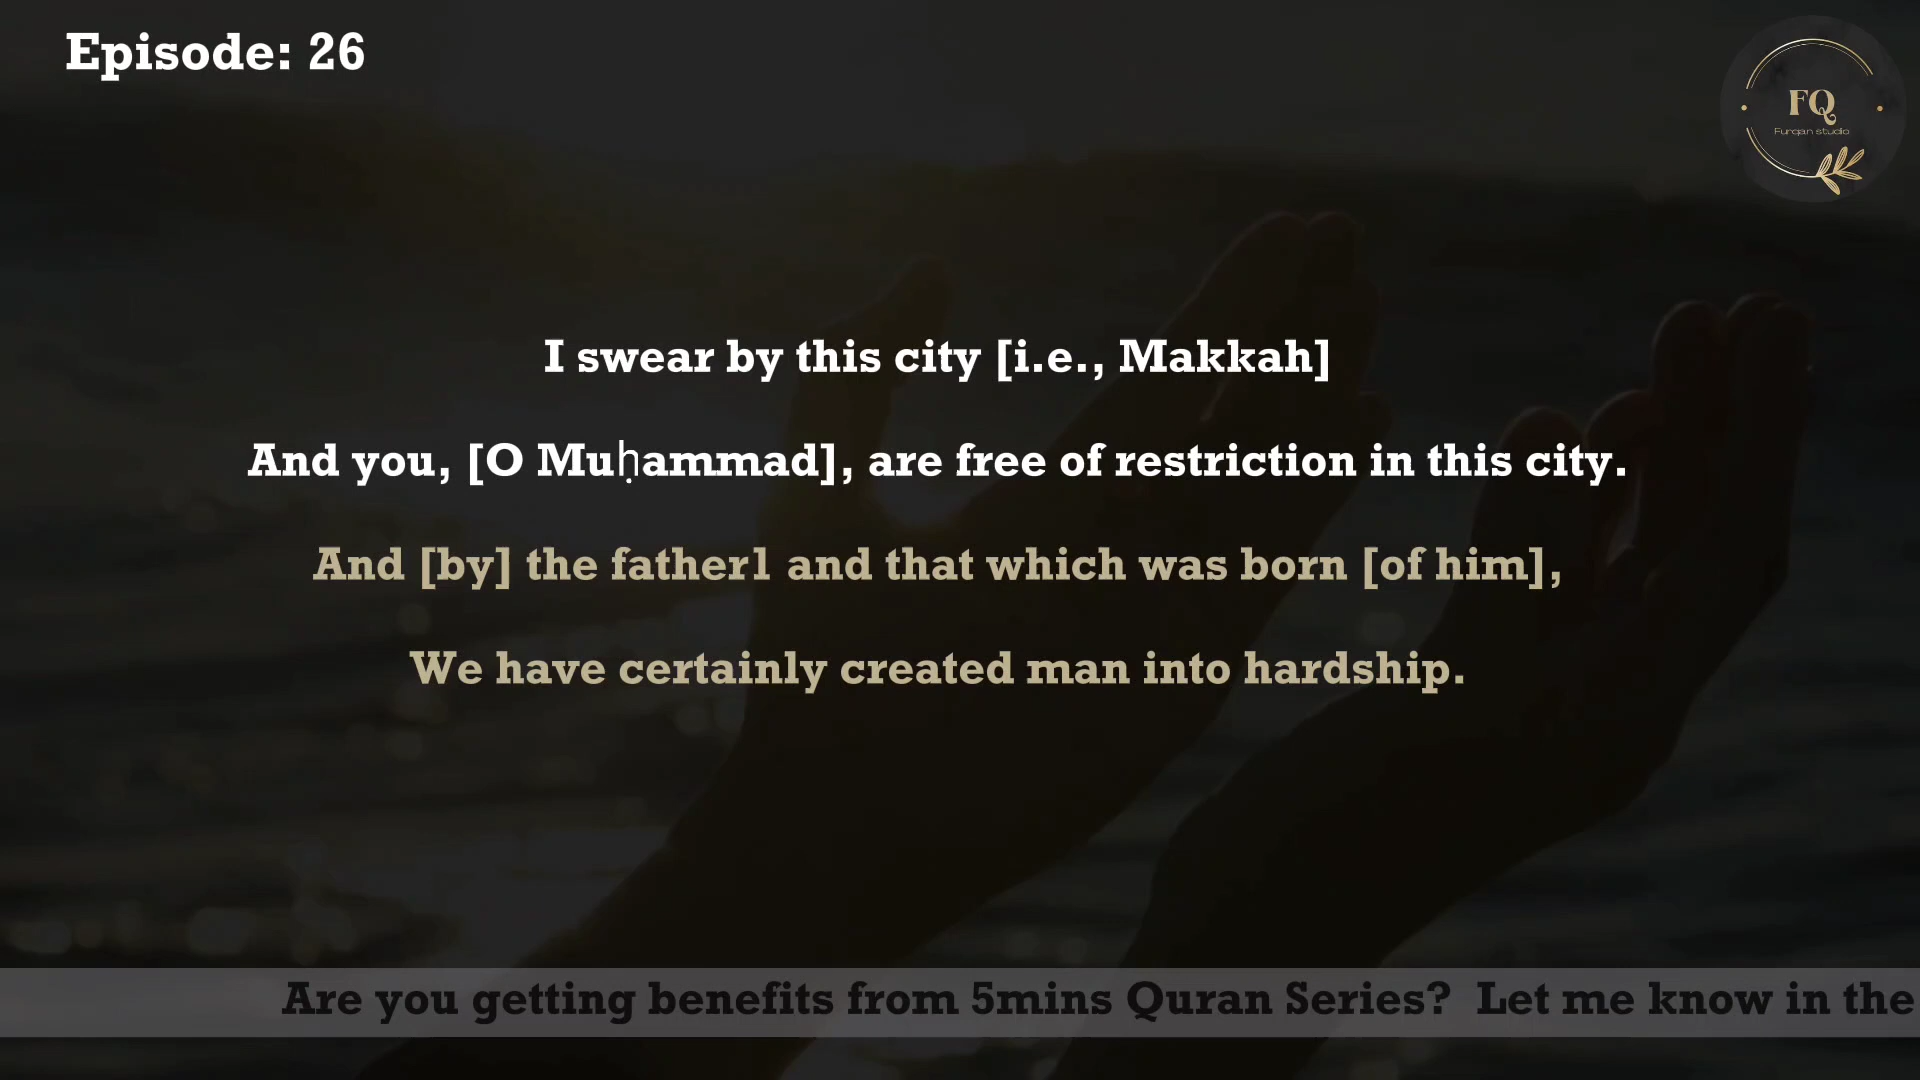 Episode: 26
FQ
Furqan studio
I swear by this city [i.e., Makkah]
And you, [O Muḥammad], are free of restriction in this city.
And [by] the father1 and that which was born [of him],
We have certainly created man into hardship.
Are you getting benefits from 5mins Quran Series? Let me know in the